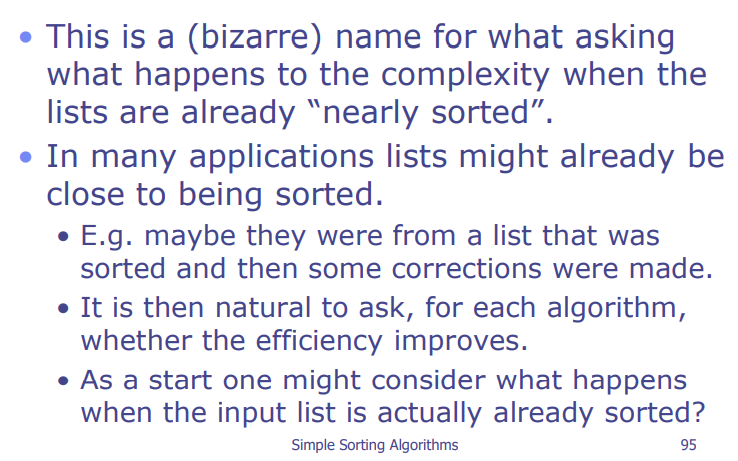 • This is a (bizarre) name for what asking
what happens to the complexity when the
lists are already “nearly sorted”.
• In many applications lists might already be
close to being sorted.
• E.g. maybe they were from a list that was
sorted and then some corrections were made.
• It is then natural to ask, for each algorithm,
whether the efficiency improves.
• As a start one might consider what happens
when the input list is actually already sorted?
Simple Sorting Algorithms 95